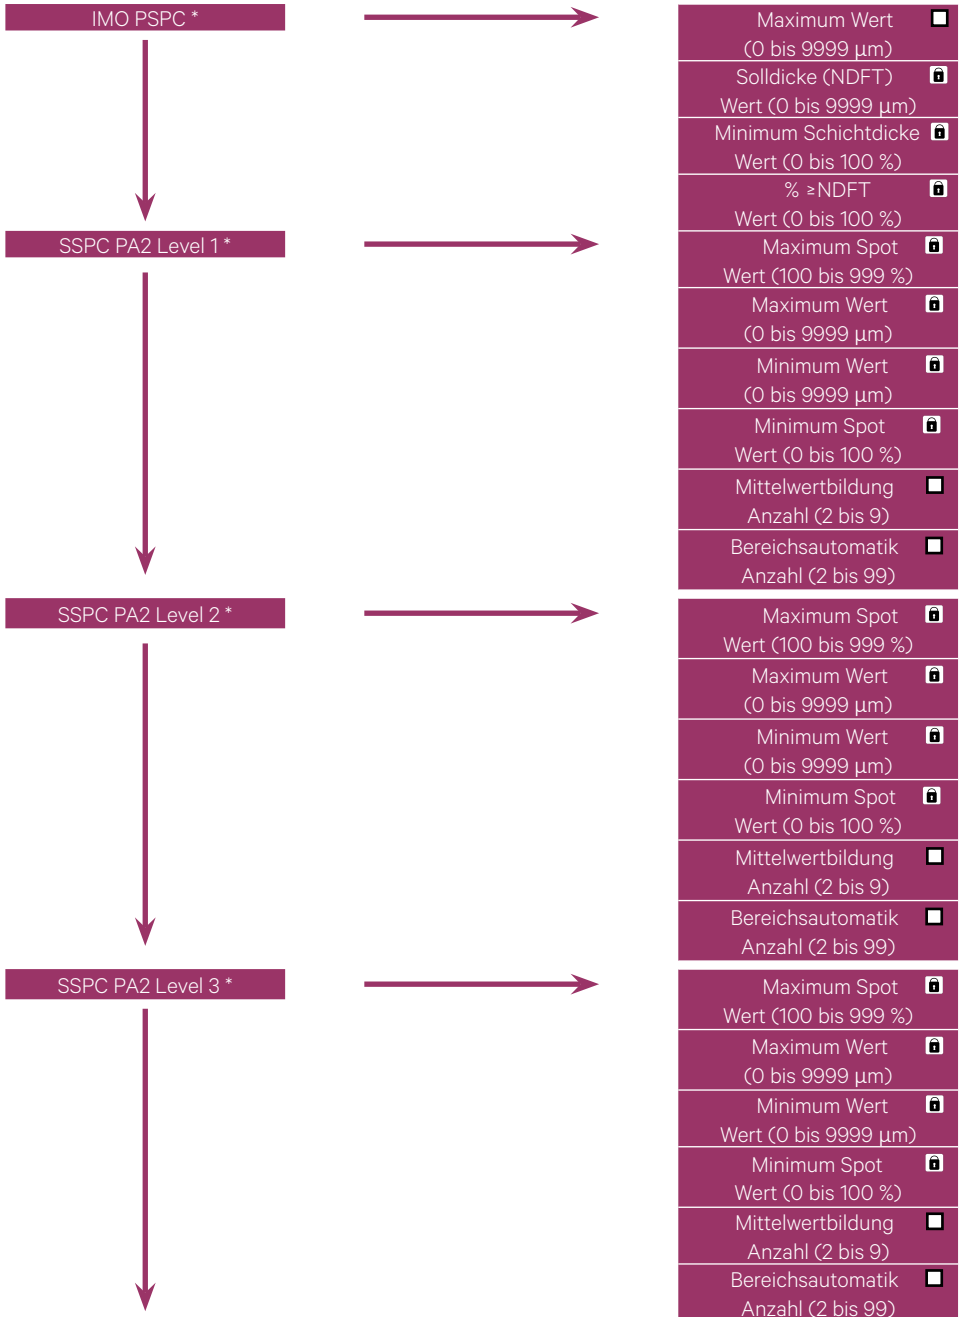 IMO PSPC *
Maximum Wert
(0 bis 9999 µm)
Solldicke (NDFT)
Wert (0 bis 9999 µm)
Minimum Schichtdicke
Wert (0 bis 100 %)
% ≥NDFT
Wert (0 bis 100 %)
SSPC PA2 Level 1 *
Maximum Spot
Wert (100 bis 999 %)
Maximum Wert
(0 bis 9999 µm)
Minimum Wert
(0 bis 9999 µm)
Minimum Spot
Wert (0 bis 100 %)
Mittelwertbildung
Anzahl (2 bis 9)
Bereichsautomatik
Anzahl (2 bis 99)
SSPC PA2 Level 2 *
Maximum Spot
Wert (100 bis 999 %)
Maximum Wert
(0 bis 9999 µm)
Minimum Wert
(0 bis 9999 µm)
Minimum Spot
Wert (0 bis 100 %)
Mittelwertbildung
Anzahl (2 bis 9)
Bereichsautomatik
Anzahl (2 bis 99)
SSPC PA2 Level 3 *
Maximum Spot
Wert (100 bis 999 %)
Maximum Wert
(0 bis 9999 µm)
Minimum Wert
Wert (0 bis 9999 µm)
Minimum Spot
Wert (0 bis 100 %)
Mittelwertbildung
Anzahl (2 bis 9)
Bereichsautomatik
Anzahl (2 bis 99)